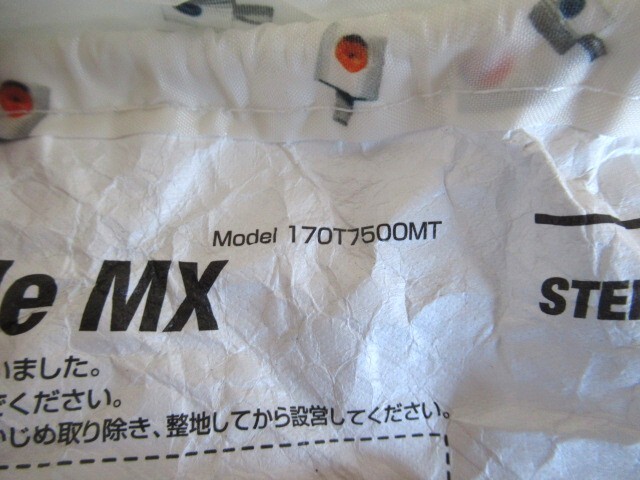 Model 170T7500MT
le MX
STEP
いました。
でください。
かじめ取り除き、整地してから設営してください。